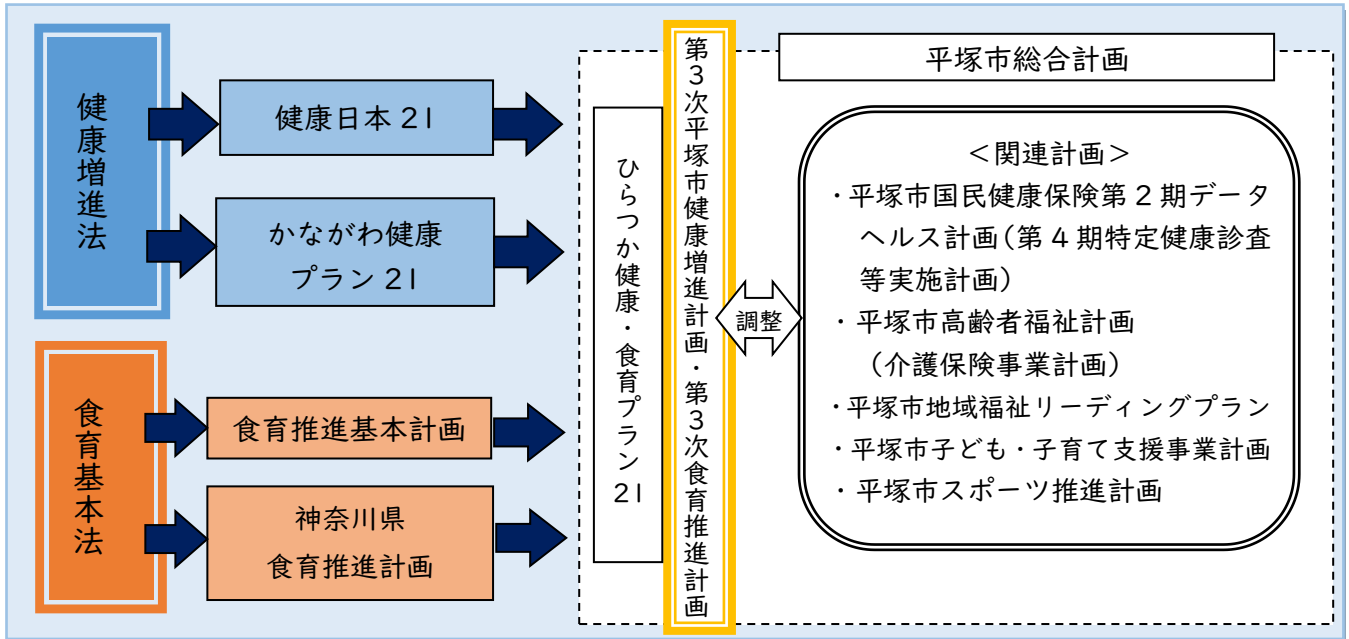 健康増進法
健康日本21
かながわ健康
プラン21
食育基本法
食育推進基本計画
神奈川県
食育推進計画
ひらつか健康・食育プラン21
第3次平塚市健康増進計画・第3次食育推進計画
調整
平塚市総合計画
＜関連計画＞
・平塚市国民健康保険第2期データ
ヘルス計画(第4期特定健康診査
等実施計画)
・平塚市高齢者福祉計画
(介護保険事業計画)
・平塚市地域福祉リーディングプラン
・平塚市子ども・子育て支援事業計画
・平塚市スポーツ推進計画